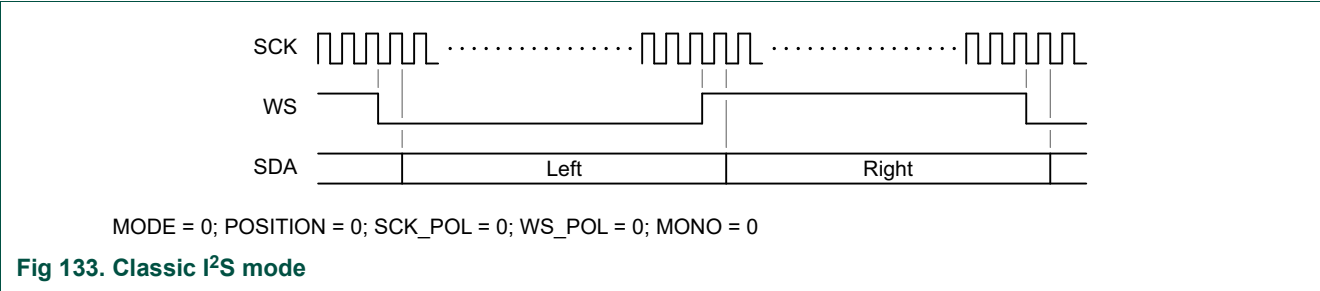 SCK
WS
SDA Left Right
MODE = 0; POSITION = 0; SCK_POL = 0; WS_POL = 0; MONO = 0
Fig 133. Classic I²S mode